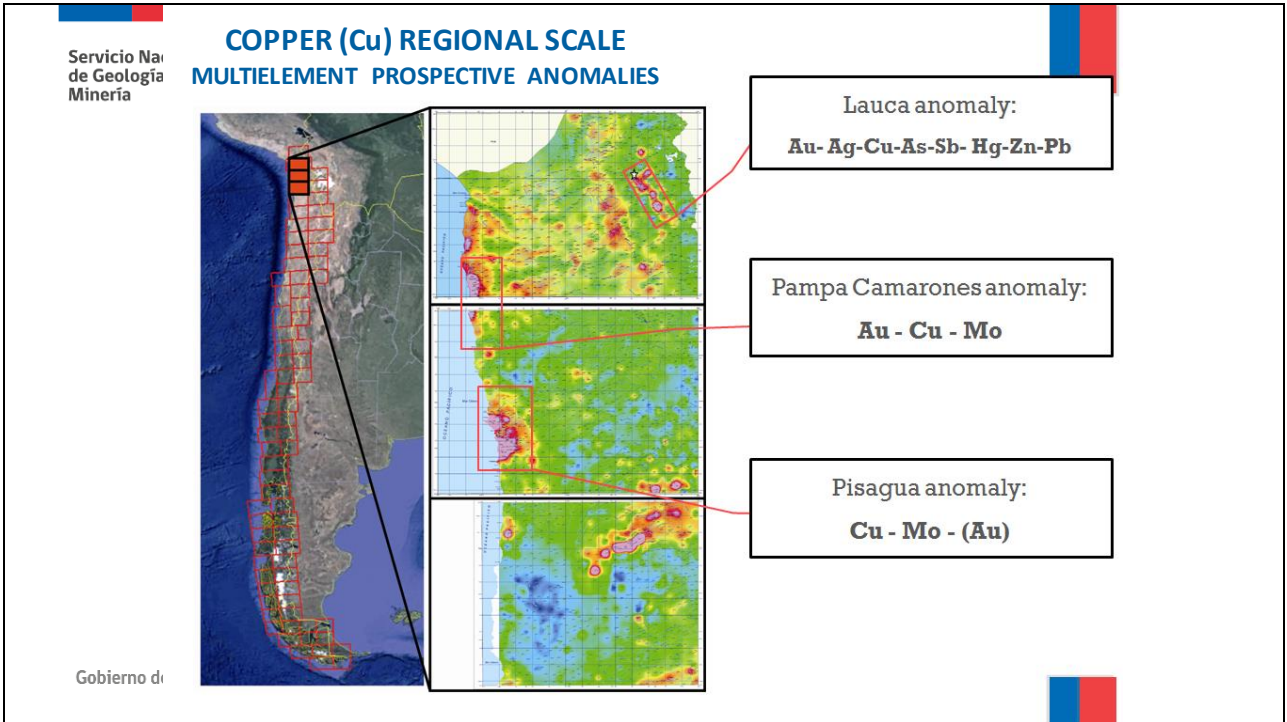 Servicio Na
de Geología
Minería
COPPER (Cu) REGIONAL SCALE
MULTIELEMENT PROSPECTIVE ANOMALIES
Lauca anomaly:
Au- Ag-Cu-As-Sb- Hg-Zn-Pb
Pampa Camarones anomaly:
Au - Cu - Mo
Pisagua anomaly:
Cu - Mo - (Au)
Gobierno d